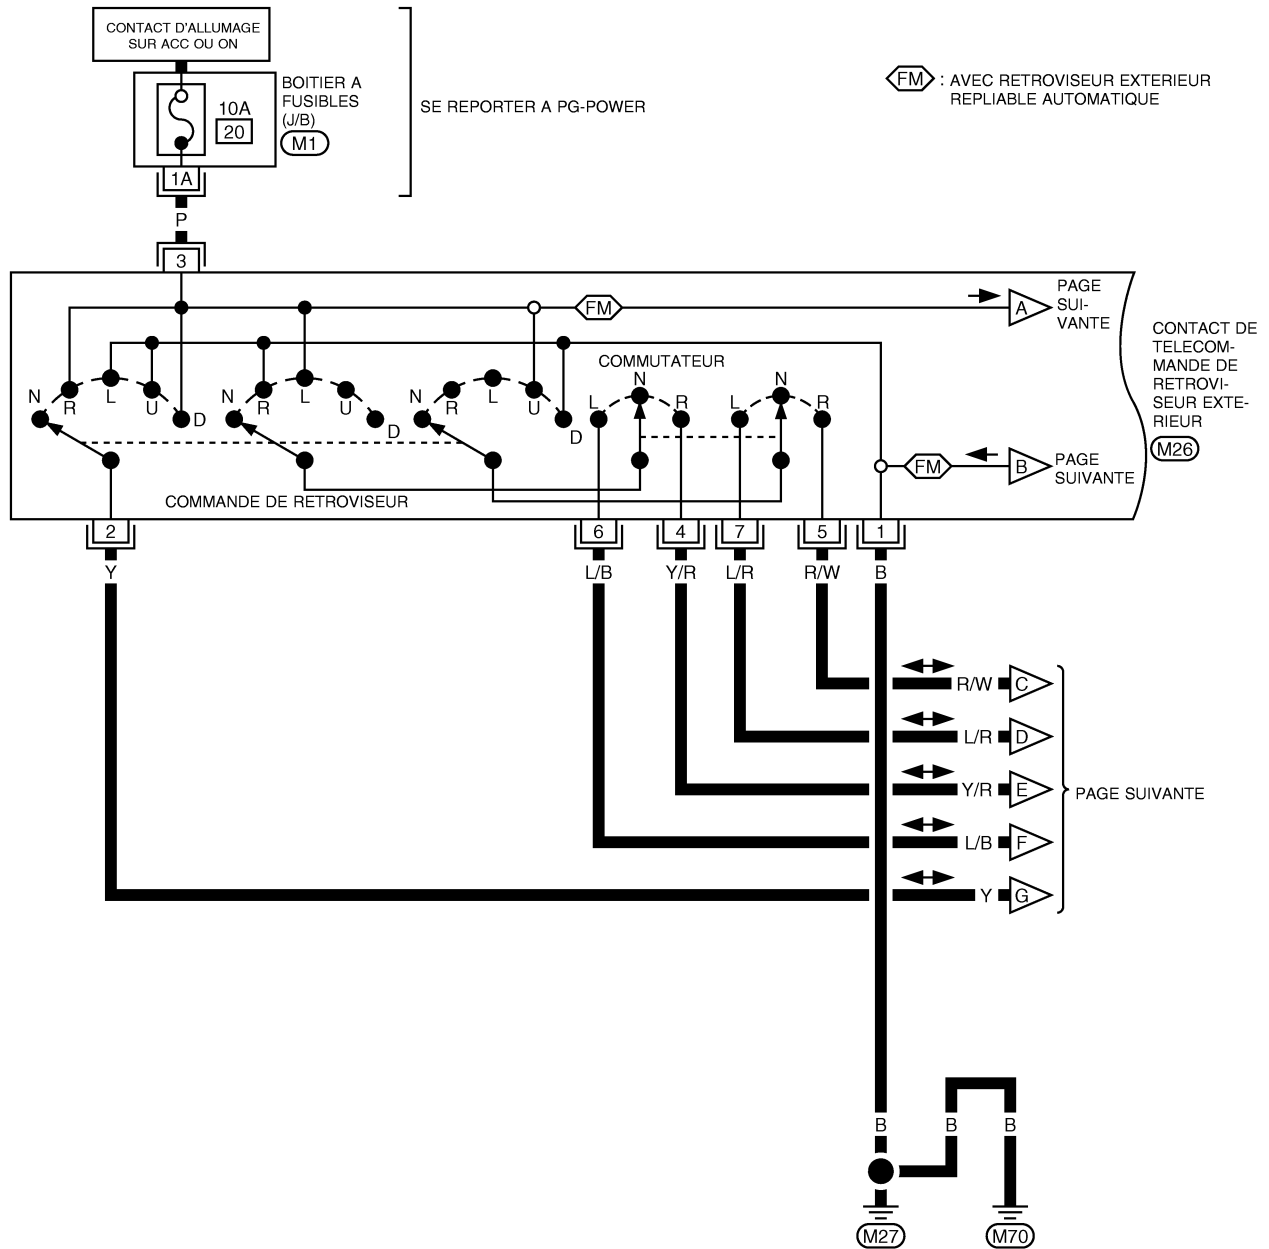 CONTACT D'ALLUMAGE
SUR ACC OU ON
BOITIER A
FUSIBLES
(J/B)
M1
10A
20
1A
SE REPORTER A PG-POWER
FM : AVEC RETROVISEUR EXTERIEUR
REPLIABLE AUTOMATIQUE
P
3
FM
A
PAGE
SUI-
VANTE
CONTACT DE
TELECOM-
MANDE DE
RETROVI-
SEUR EXTE-
RIEUR
M26
COMMUTATEUR
N R L U D
N R L U D
N R L U D
L N R
L N R
FM
B
PAGE
SUIVANTE
COMMANDE DE RETROVISEUR
2 6 4 7 5 1
Y L/B Y/R L/R R/W B
R/W C
L/R D
Y/R E
L/B F
Y G
PAGE SUIVANTE
B B B
M27 M70